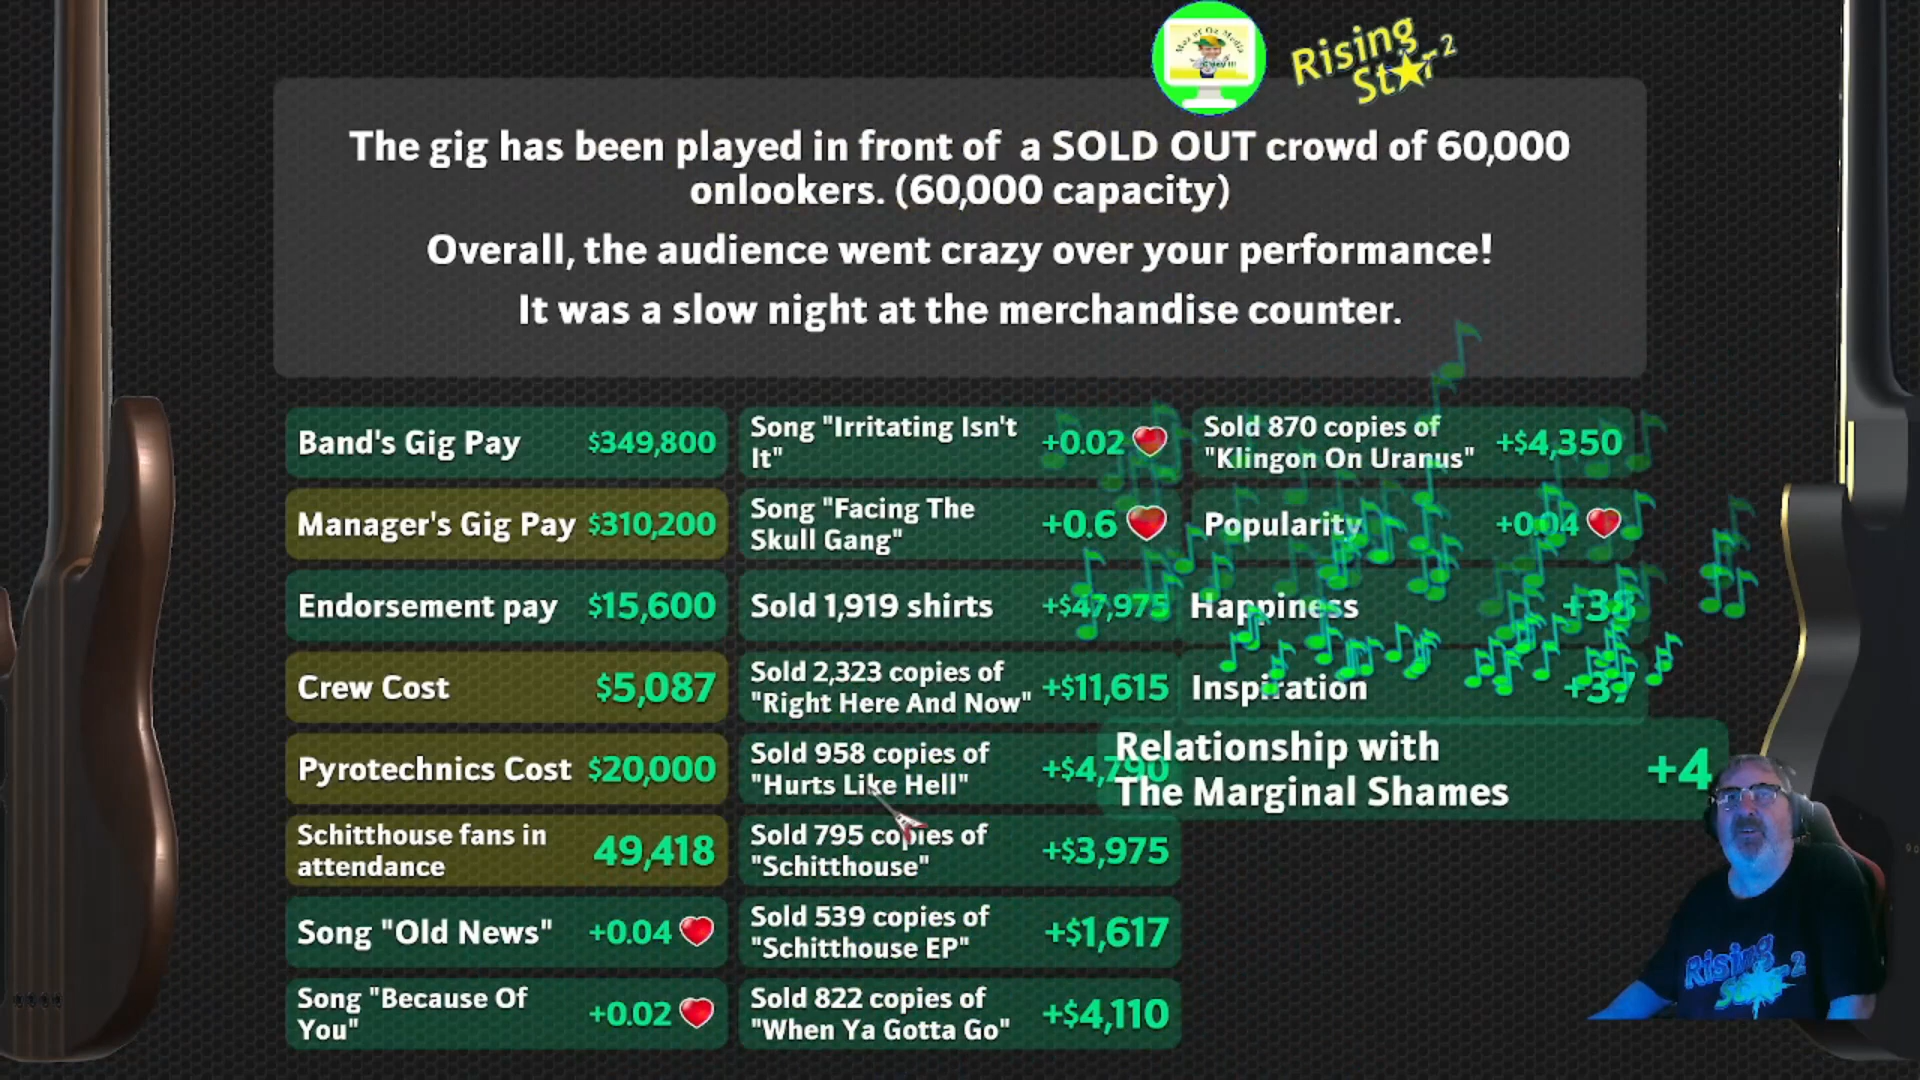 Rising
Star 2
The gig has been played in front of a SOLD OUT crowd of 60,000
onlookers. (60,000 capacity)
Overall, the audience went crazy over your performance!
It was a slow night at the merchandise counter.
Band's Gig Pay $349,800
Manager's Gig Pay $310,200
Endorsement pay $15,600
Crew Cost $5,087
Pyrotechnics Cost $20,000
Schitthouse fans in
attendance 49,418
Song "Old News" +0.04
Song "Because Of
You" +0.02
Song "Irritating Isn't
It" +0.02
Song "Facing The
Skull Gang" +0.6
Sold 1,919 shirts +$47,975
Sold 2,323 copies of
"Right Here And Now" +$11,615
Sold 958 copies of
"Hurts Like Hell" +$4,790
Sold 795 copies of
"Schitthouse" +$3,975
Sold 539 copies of
"Schitthouse EP" +$1,617
Sold 822 copies of
"When Ya Gotta Go" +$4,110
Sold 870 copies of
"Klingon On Uranus" +$4,350
Popularity +0.04
Happiness
Inspiration +37
Relationship with
The Marginal Shames +4
Rising
Star 2